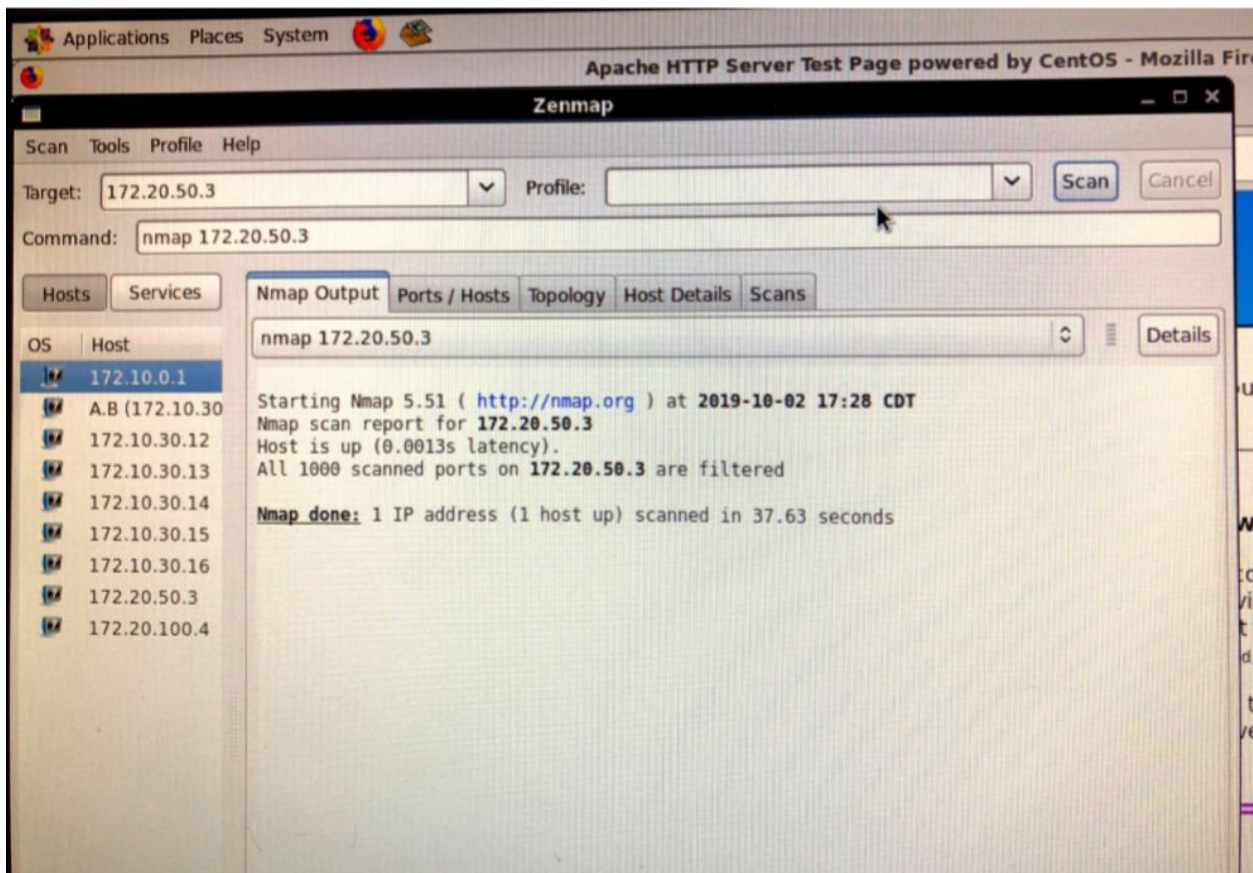 Applications Places System
Apache HTTP Server Test Page powered by CentOS - Mozilla Fire
Zenmap
Scan Tools Profile Help
Target: 172.20.50.3 Profile: Scan Cancel
Command: nmap 172.20.50.3
Hosts Services Nmap Output Ports / Hosts Topology Host Details Scans
nmap 172.20.50.3 Details
OS Host
172.10.0.1
A.B (172.10.30
172.10.30.12
172.10.30.13
172.10.30.14
172.10.30.15
172.10.30.16
172.20.50.3
172.20.100.4
Starting Nmap 5.51 ( http://nmap.org ) at 2019-10-02 17:28 CDT
Nmap scan report for 172.20.50.3
Host is up (0.0013s latency).
All 1000 scanned ports on 172.20.50.3 are filtered
Nmap done: 1 IP address (1 host up) scanned in 37.63 seconds